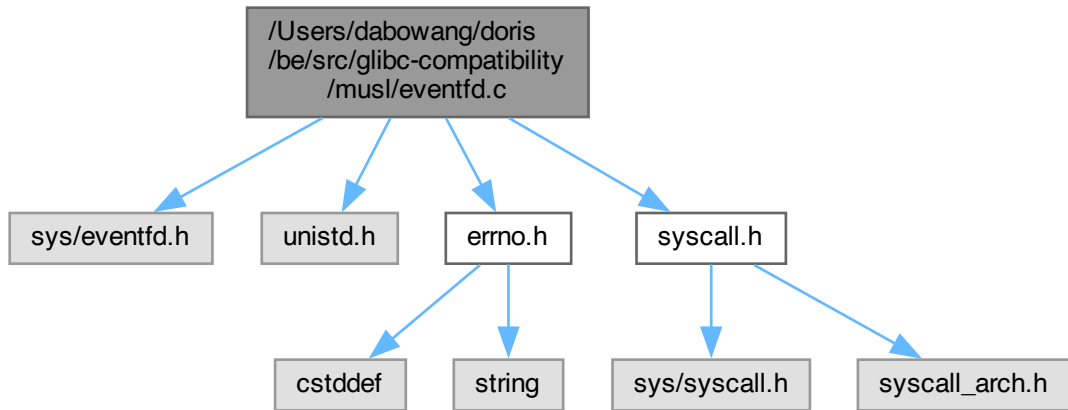 /Users/dabowang/doris
/be/src/glibc-compatibility
/musl/eventfd.c
sys/eventfd.h
unistd.h
errno.h
syscall.h
cstddef
string
sys/syscall.h
syscall_arch.h